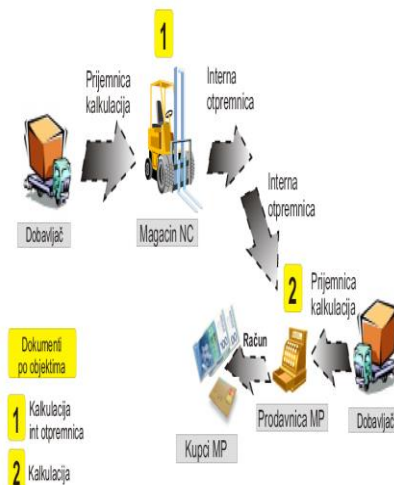 1
Prijemnica
kalkulacija
Interna
otpremnica
Dobavljač
Magacin NC
Interna
otpremnica
2
Prijemnica
kalkulacija
Račun
Dokumenti
po objektima
Prodavnica MP
Dobavljač
Kupci MP
1 Kalkulacija
int otpremnica
2 Kalkulacija